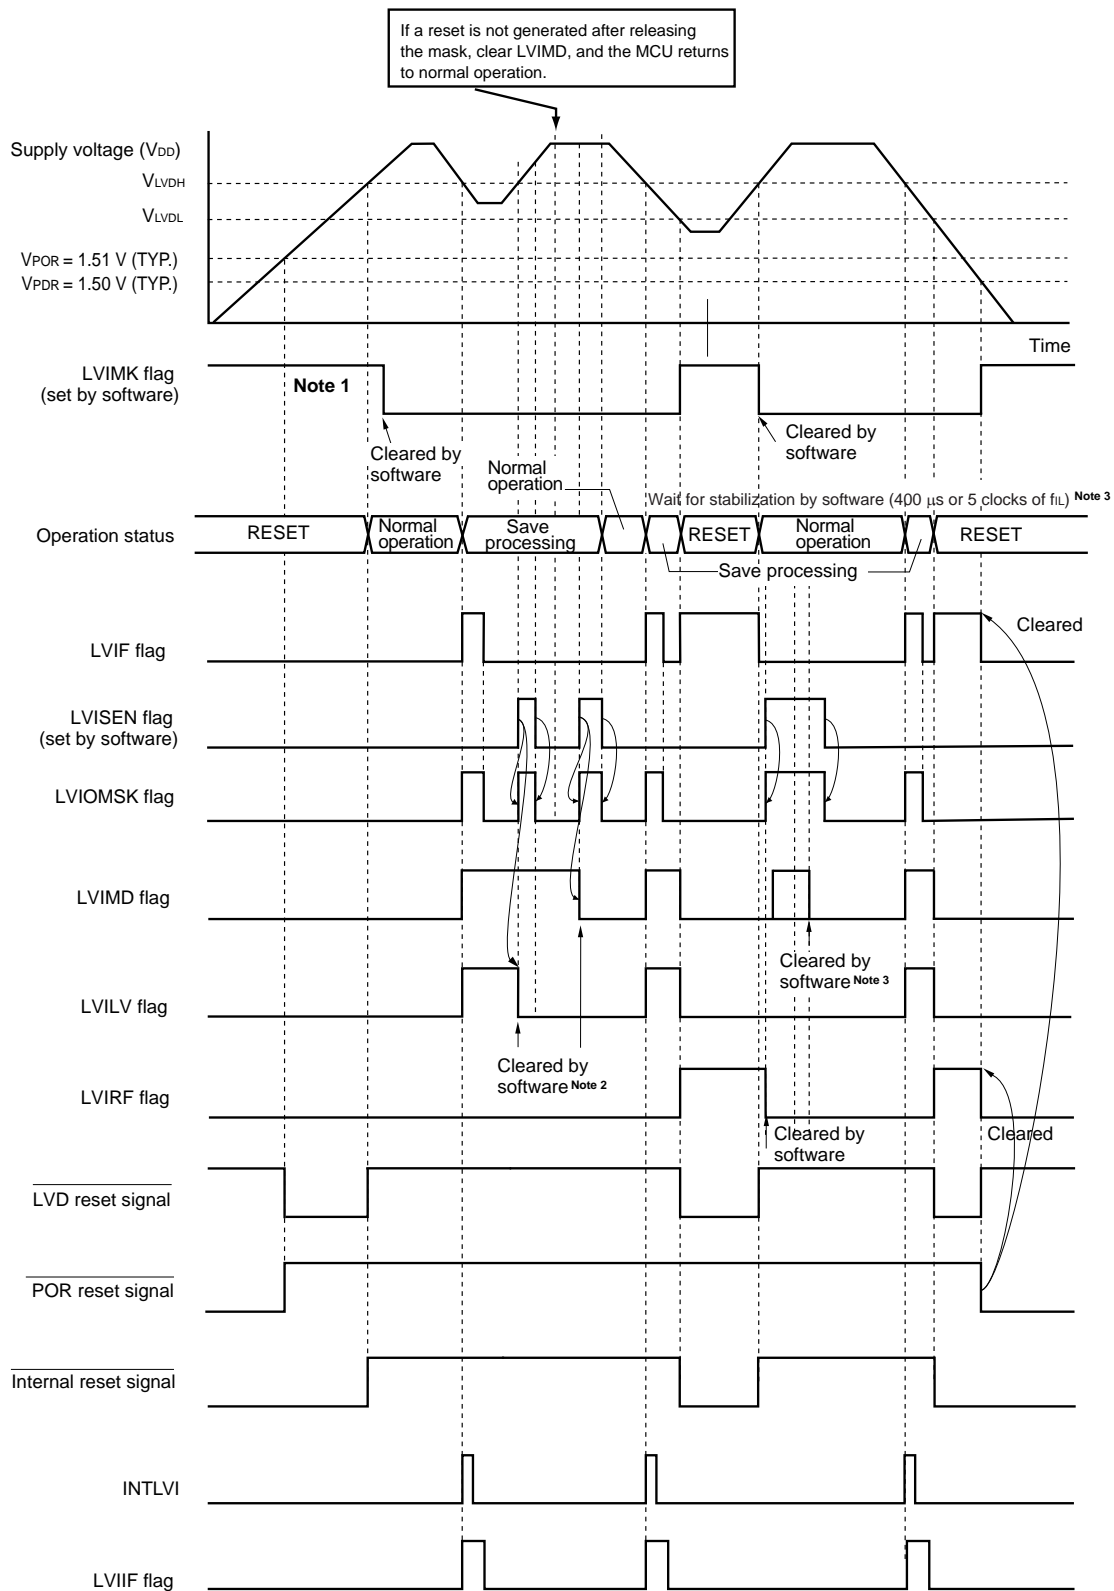 If a reset is not generated after releasing
the mask, clear LVIMD, and the MCU returns
to normal operation.
Supply voltage (VDD)
VLVDH
VLVDL
VPOR = 1.51 V (TYP.)
VPDR = 1.50 V (TYP.)
Time
LVIMK flag
(set by software)
Note 1
Cleared by
software
Cleared by
software
Normal
operation
Wait for stabilization by software (400 μs or 5 clocks of fIL) Note 3
Operation status
RESET
Normal
operation
Save
processing
RESET
Normal
operation
RESET
Save processing
LVIF flag
Cleared
LVISEN flag
(set by software)
LVIOMSK flag
LVIMD flag
Cleared by
software Note 3
LVILV flag
Cleared by
software Note 2
LVIRF flag
Cleared by
software
Cleared
LVD reset signal
POR reset signal
Internal reset signal
INTLVI
LVIIF flag